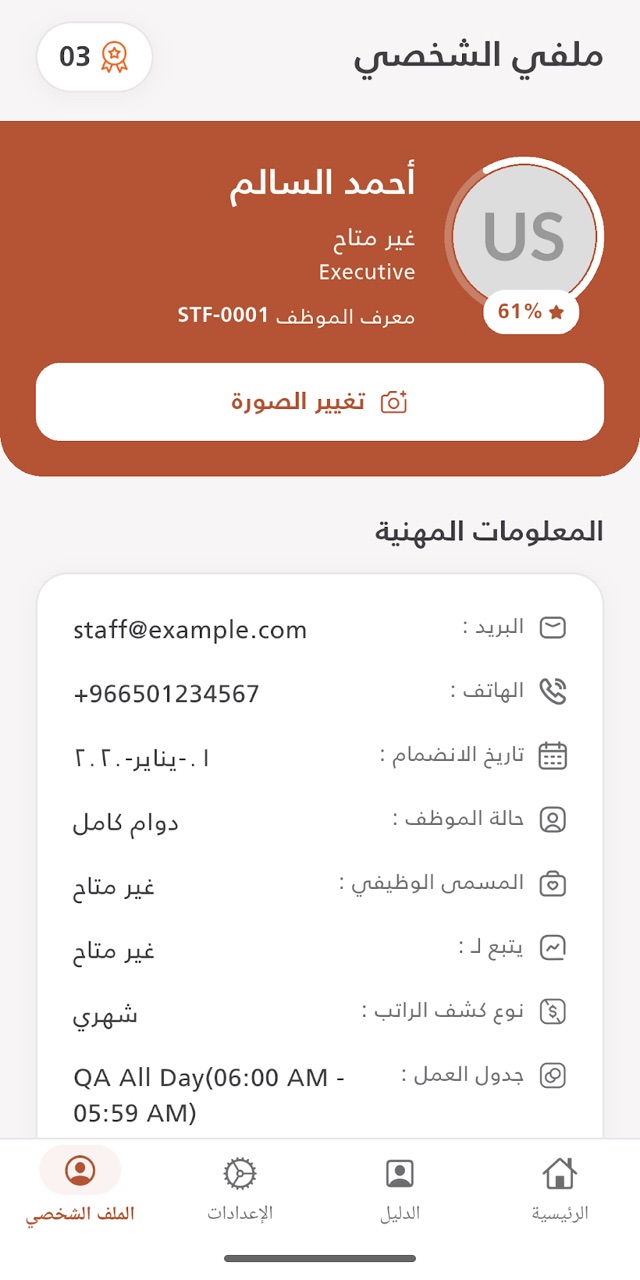 ملفي الشخصي
03
أحمد السالم
غير متاح
Executive
معرف الموظف STF-0001
US
61%
تغيير الصورة
المعلومات المهنية
البريد : staff@example.com
الهاتف : +966501234567
تاريخ الانضمام : ٠١-يناير-٢٠٢٠
حالة الموظف : دوام كامل
المسمى الوظيفي : غير متاح
يتبع لـ : غير متاح
نوع كشف الراتب : شهري
جدول العمل : QA All Day(06:00 AM -
05:59 AM)
الرئيسية
الدليل
الإعدادات
الملف الشخصي